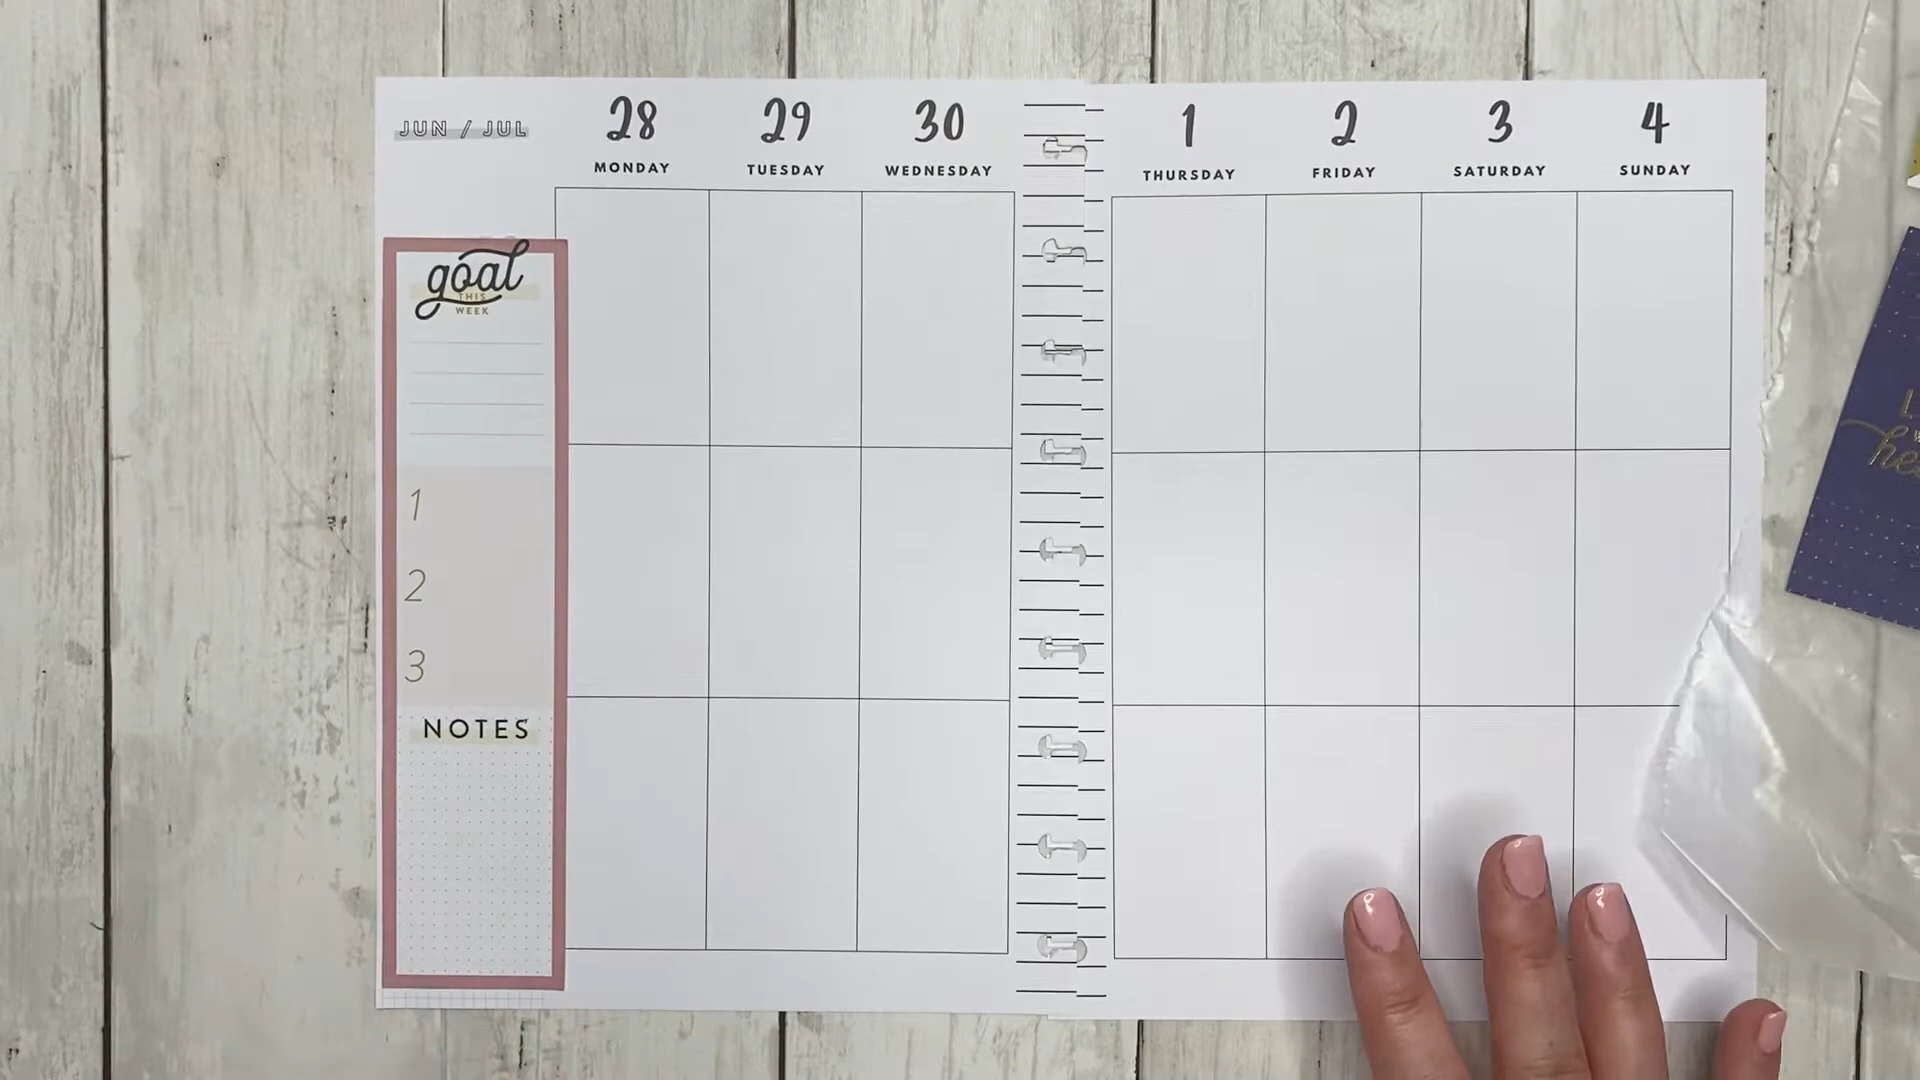 JUN / JUL
28 29 30 1 2 3 4
MONDAY TUESDAY WEDNESDAY THURSDAY FRIDAY SATURDAY SUNDAY
goal
THIS
WEEK
1
2
3
NOTES